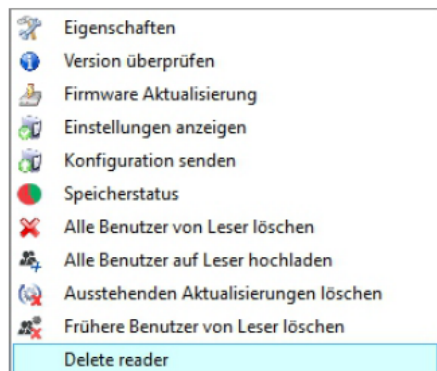 Eigenschaften
Version überprüfen
Firmware Aktualisierung
Einstellungen anzeigen
Konfiguration senden
Speicherstatus
Alle Benutzer von Leser löschen
Alle Benutzer auf Leser hochladen
Ausstehenden Aktualisierungen löschen
Frühere Benutzer von Leser löschen
Delete reader